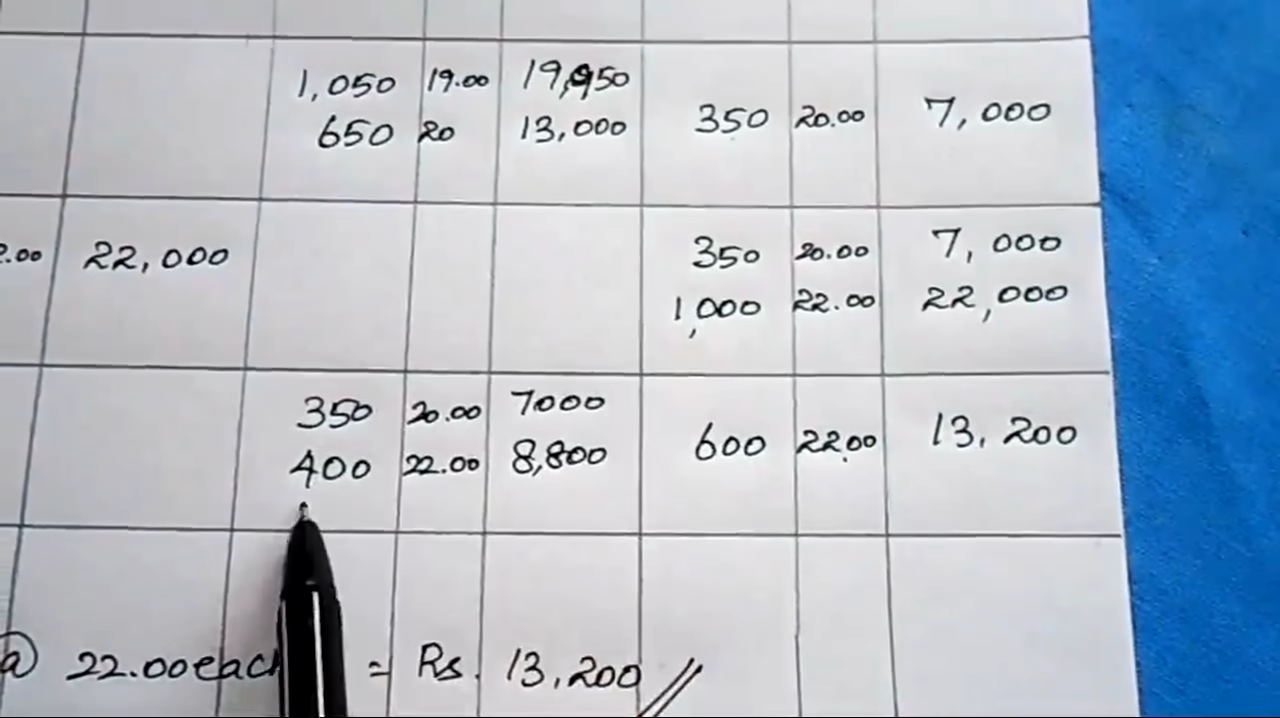 1,050 19.00 19,950
650 20 13,000 350 20.00 7,000
350 20.00 7,000
.00 22,000
1,000 22.00 22,000
350 20.00 7000
600 22.00 13,200
400 22.00 8,800
@ 22.00 each = Rs. 13,200 //